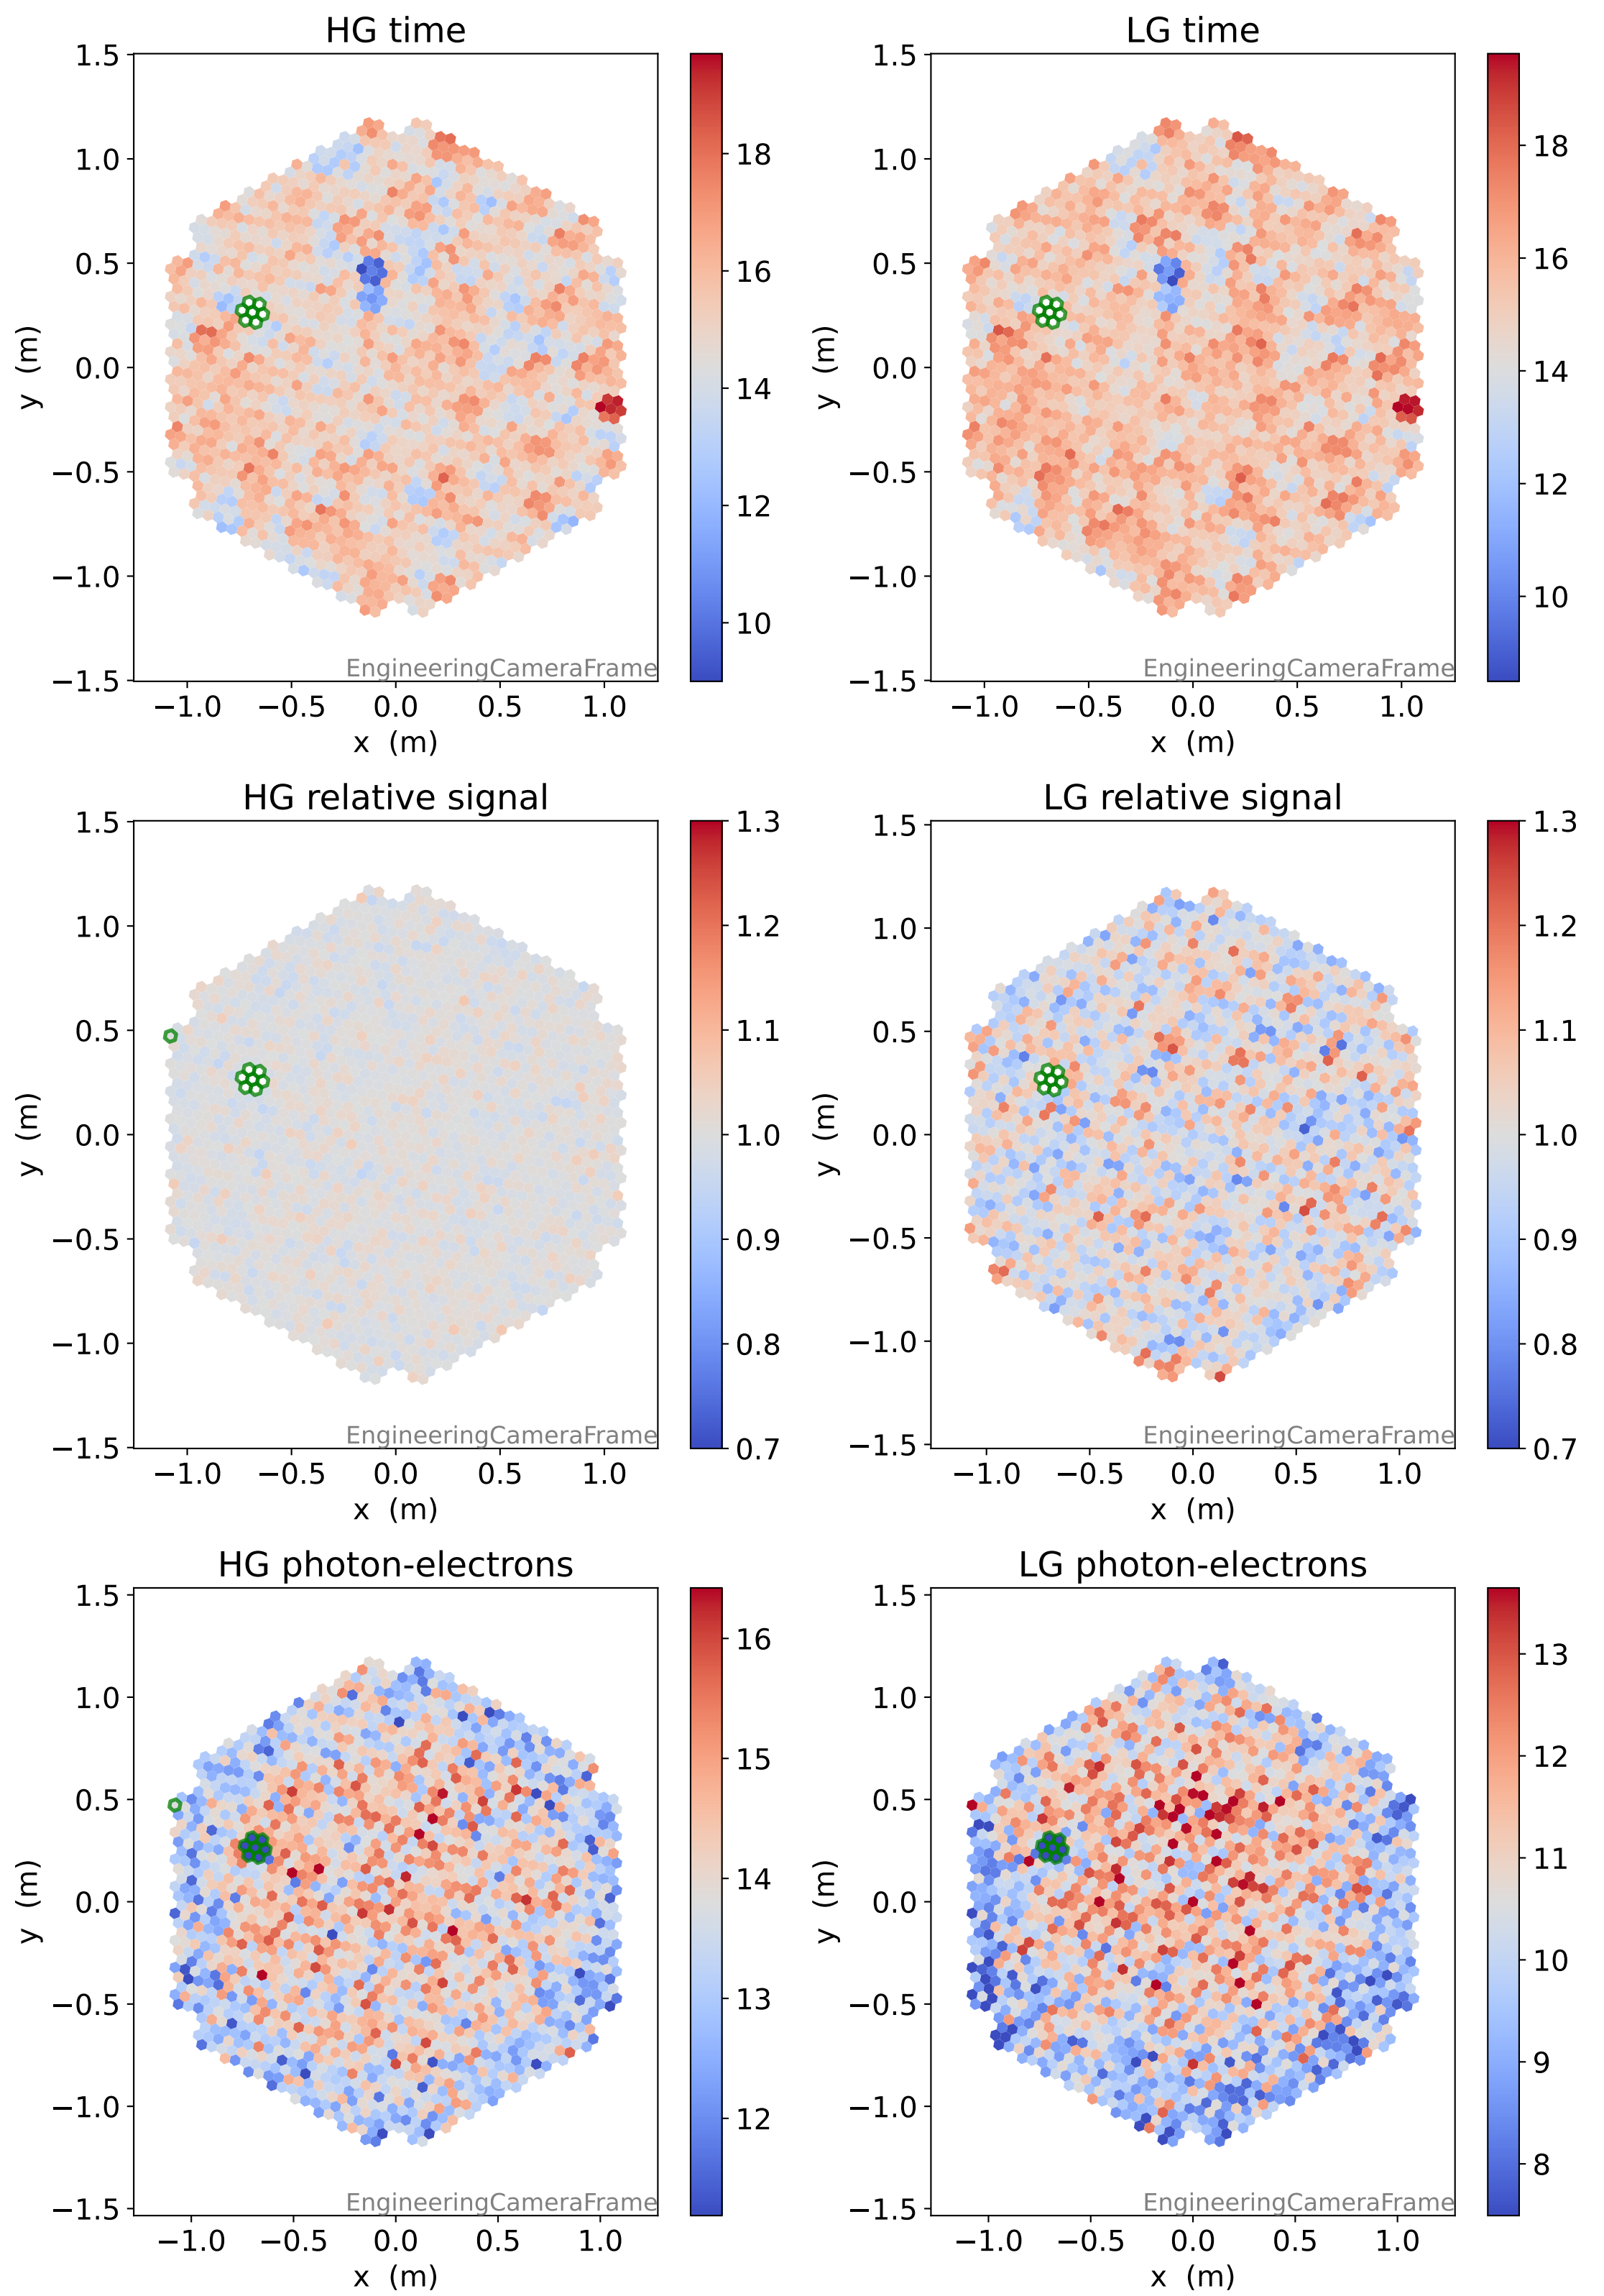 HG time
1.5
1.0
0.5
0.0
−0.5
−1.0
−1.5
y (m)
−1.0 −0.5 0.0 0.5 1.0
x (m)
EngineeringCameraFrame
18
16
14
12
10
LG time
1.5
1.0
0.5
0.0
−0.5
−1.0
−1.5
y (m)
−1.0 −0.5 0.0 0.5 1.0
x (m)
EngineeringCameraFrame
18
16
14
12
10
HG relative signal
1.5
1.0
0.5
0.0
−0.5
−1.0
−1.5
y (m)
−1.0 −0.5 0.0 0.5 1.0
x (m)
EngineeringCameraFrame
1.3
1.2
1.1
1.0
0.9
0.8
0.7
LG relative signal
1.5
1.0
0.5
0.0
−0.5
−1.0
−1.5
y (m)
−1.0 −0.5 0.0 0.5 1.0
x (m)
EngineeringCameraFrame
1.3
1.2
1.1
1.0
0.9
0.8
0.7
HG photon-electrons
1.5
1.0
0.5
0.0
−0.5
−1.0
−1.5
y (m)
−1.0 −0.5 0.0 0.5 1.0
x (m)
EngineeringCameraFrame
16
15
14
13
12
LG photon-electrons
1.5
1.0
0.5
0.0
−0.5
−1.0
−1.5
y (m)
−1.0 −0.5 0.0 0.5 1.0
x (m)
EngineeringCameraFrame
13
12
11
10
9
8